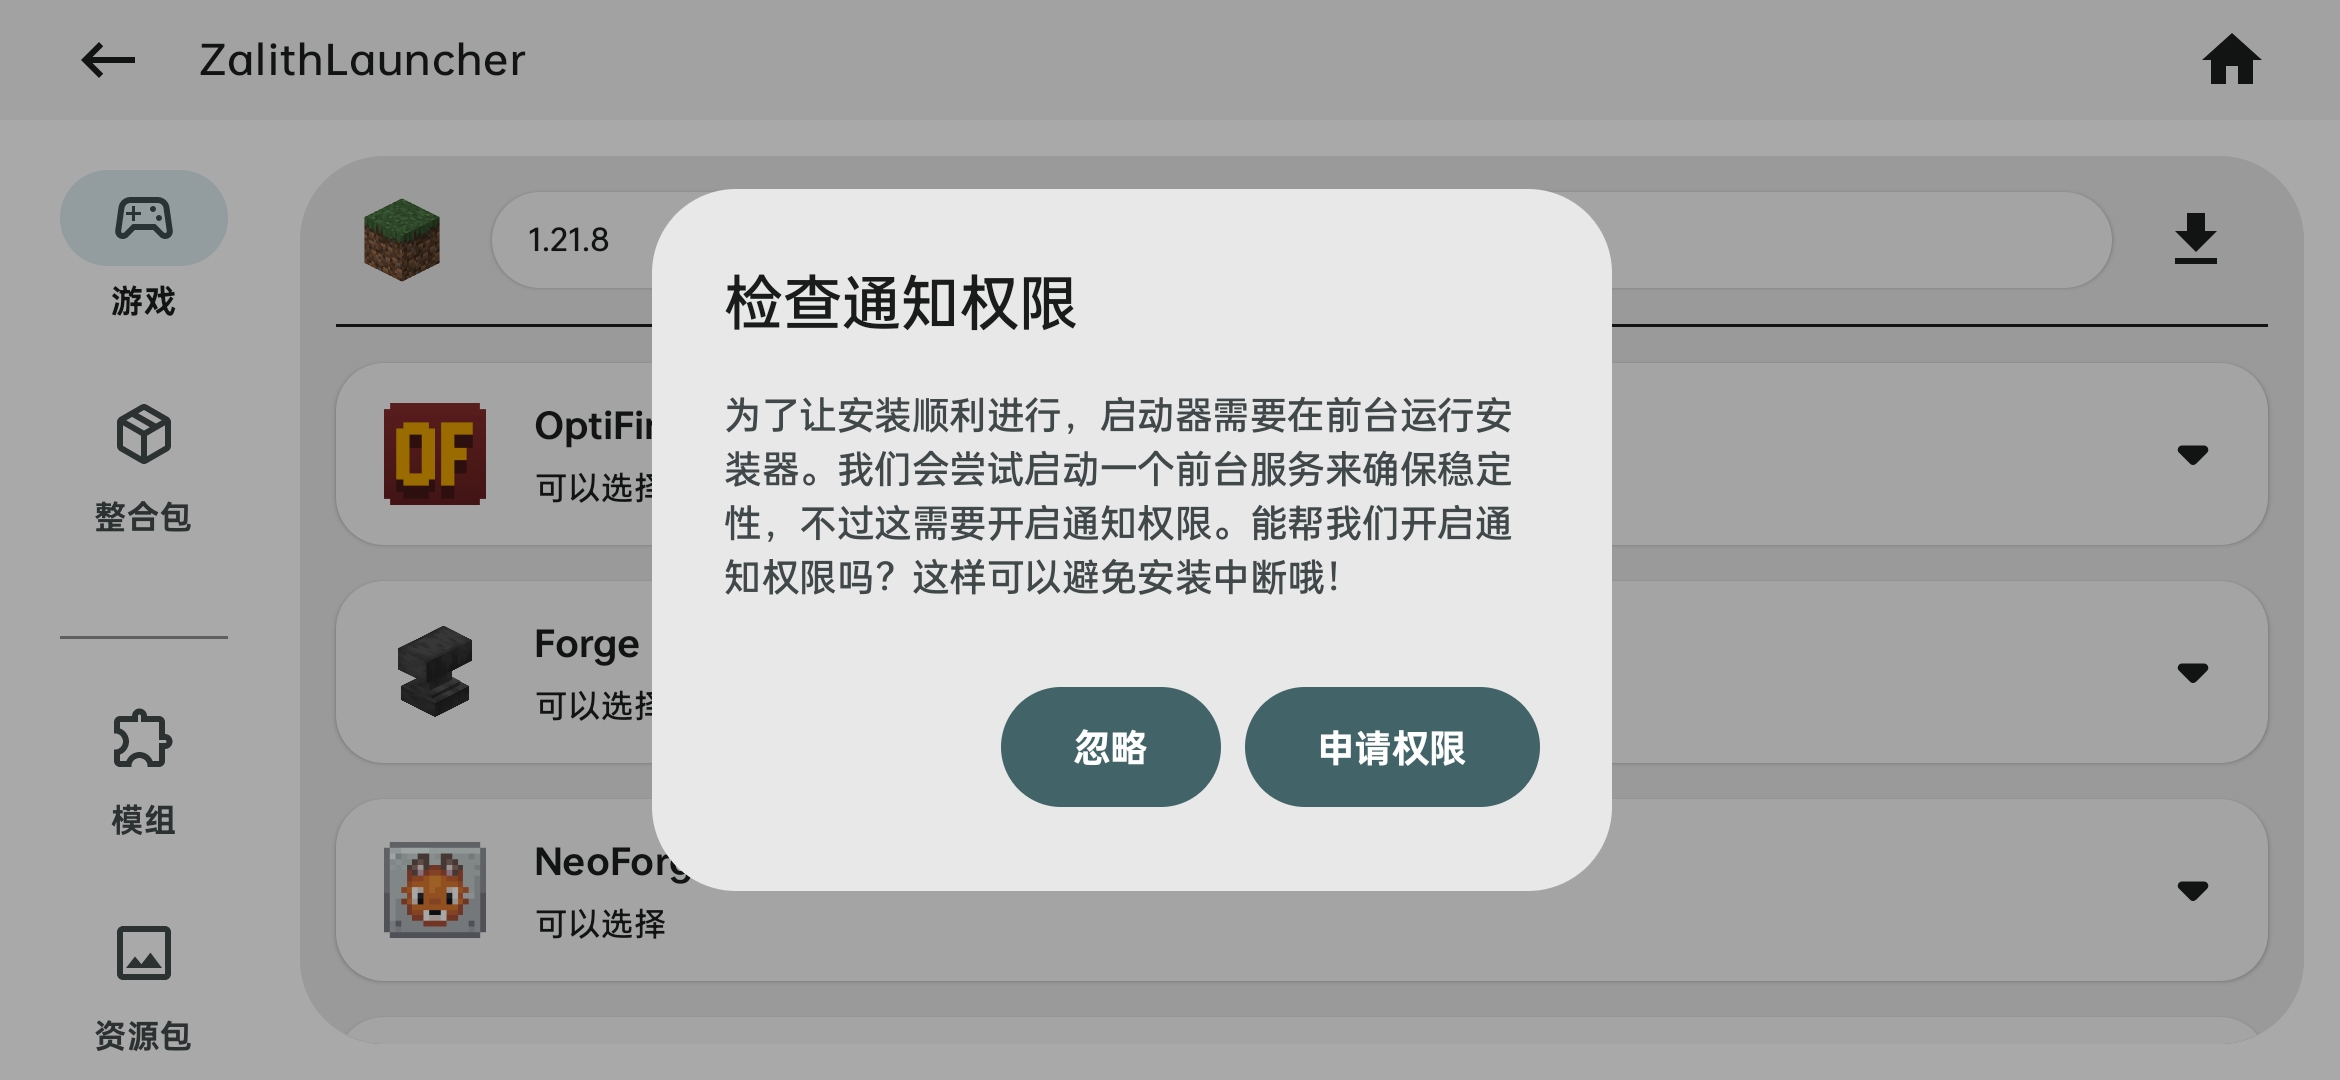 ZalithLauncher
游戏
整合包
模组
资源包
1.21.8
OptiFi
可以选择
Forge
可以选择
NeoForg
可以选择
检查通知权限
为了让安装顺利进行，启动器需要在前台运行安
装器。我们会尝试启动一个前台服务来确保稳定
性，不过这需要开启通知权限。能帮我们开启通
知权限吗？这样可以避免安装中断哦！
忽略
申请权限